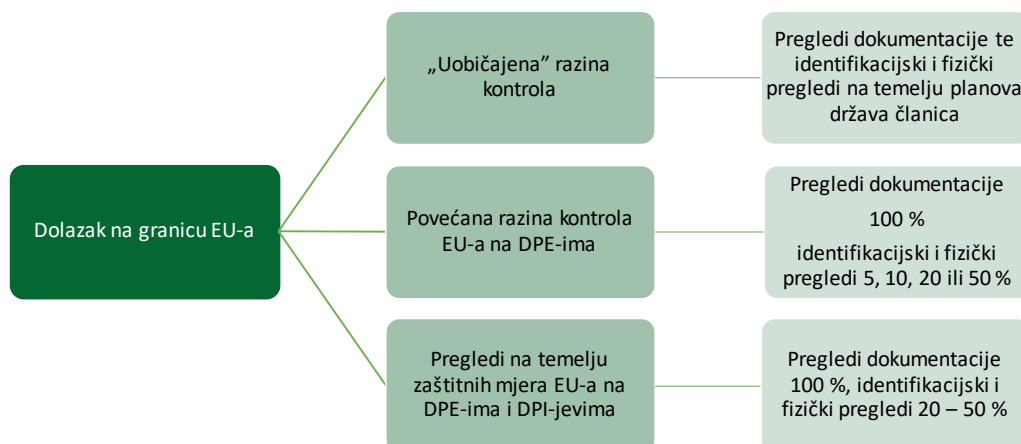 Dolazak na granicu EU-a
„Uobičajena” razina
kontrola
Pregledi dokumentacije te
identifikacijski i fizički
pregledi na temelju planova
država članica
Povećana razina kontrola
EU-a na DPE-ima
Pregledi dokumentacije
100 %
identifikacijski i fizički
pregledi 5, 10, 20 ili 50 %
Pregledi na temelju
zaštitnih mjera EU-a na
DPE-ima i DPI-jevima
Pregledi dokumentacije
100 %, identifikacijski i
fizički pregledi 20 – 50 %